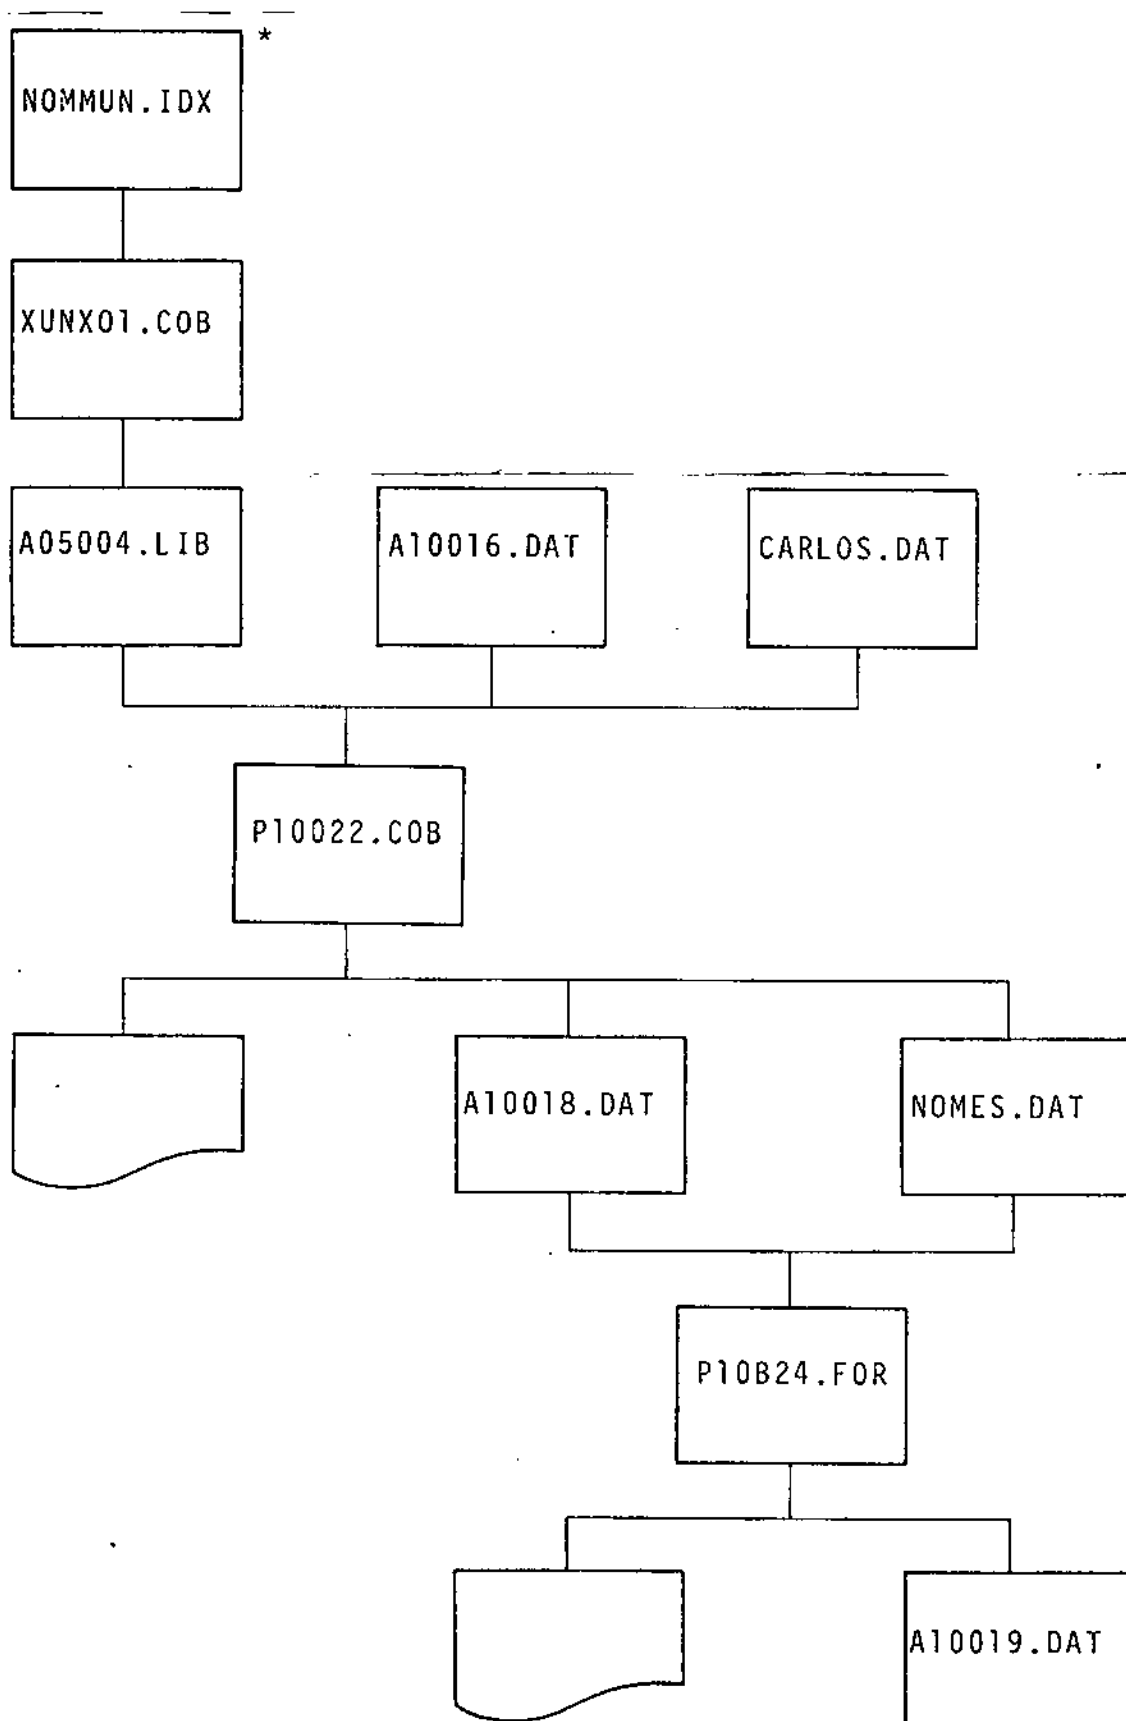 *
NOMMUN.IDX
XUNX01.COB
A05004.LIB
A10016.DAT
CARLOS.DAT
P10022.COB
A10018.DAT
NOMES.DAT
P10B24.FOR
A10019.DAT